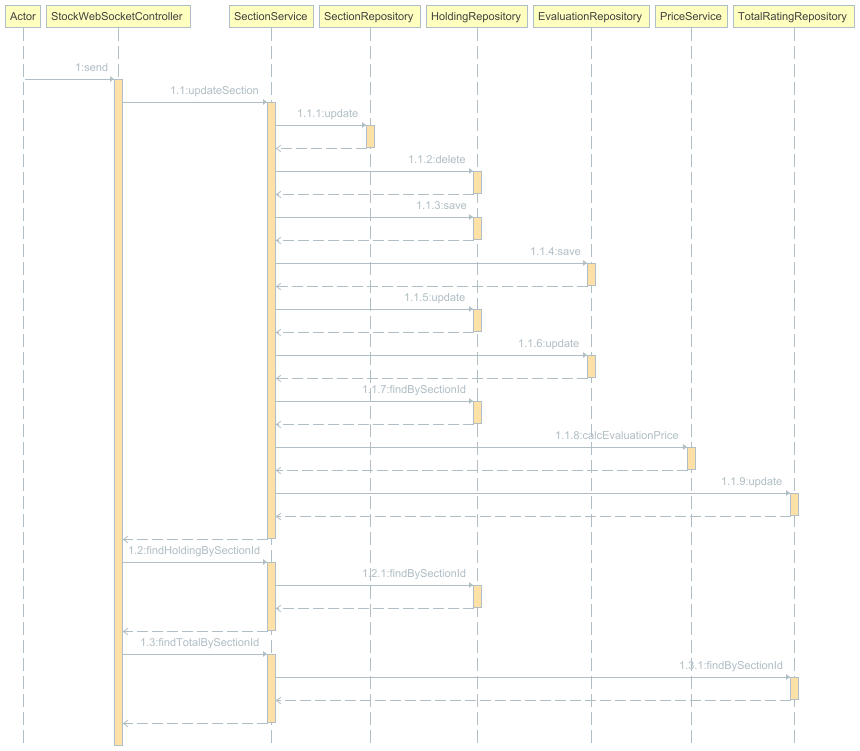 Actor
StockWebSocketController
SectionService
SectionRepository
HoldingRepository
EvaluationRepository
PriceService
TotalRatingRepository
1:send
1.1:updateSection
1.1.1:update
1.1.2:delete
1.1.3:save
1.1.4:save
1.1.5:update
1.1.6:update
1.1.7:findBySectionId
1.1.8:calcEvaluationPrice
1.1.9:update
1.2:findHoldingBySectionId
1.2.1:findBySectionId
1.3:findTotalBySectionId
1.3.1:findBySectionId